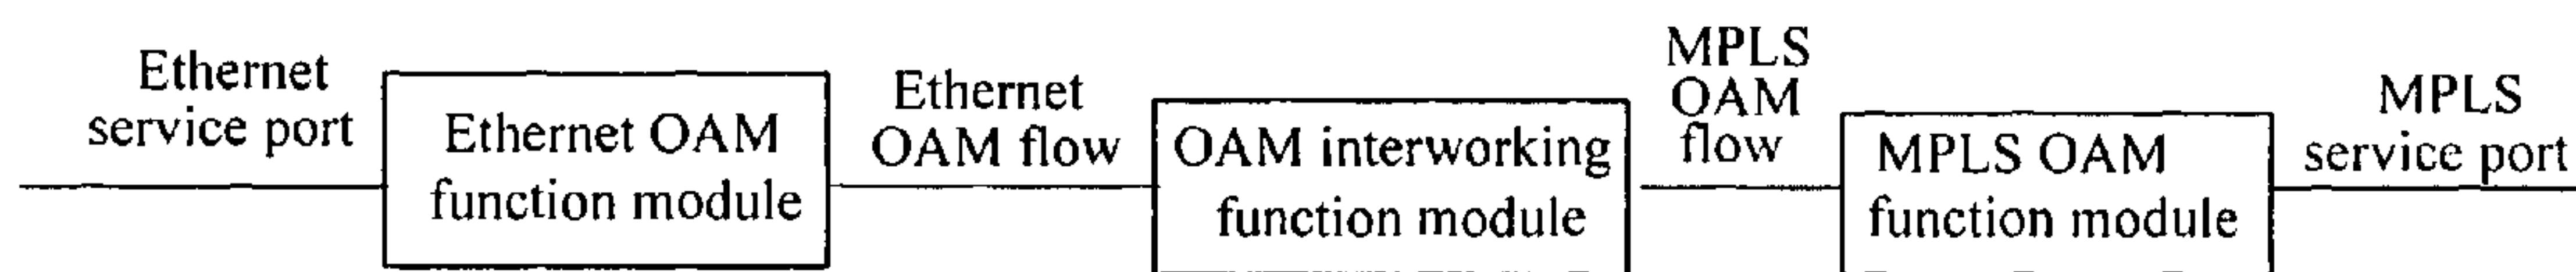 Ethernet
service port
Ethernet OAM
function module
Ethernet
OAM flow
OAM interworking
function module
MPLS
OAM
flow
MPLS OAM
function module
MPLS
service port